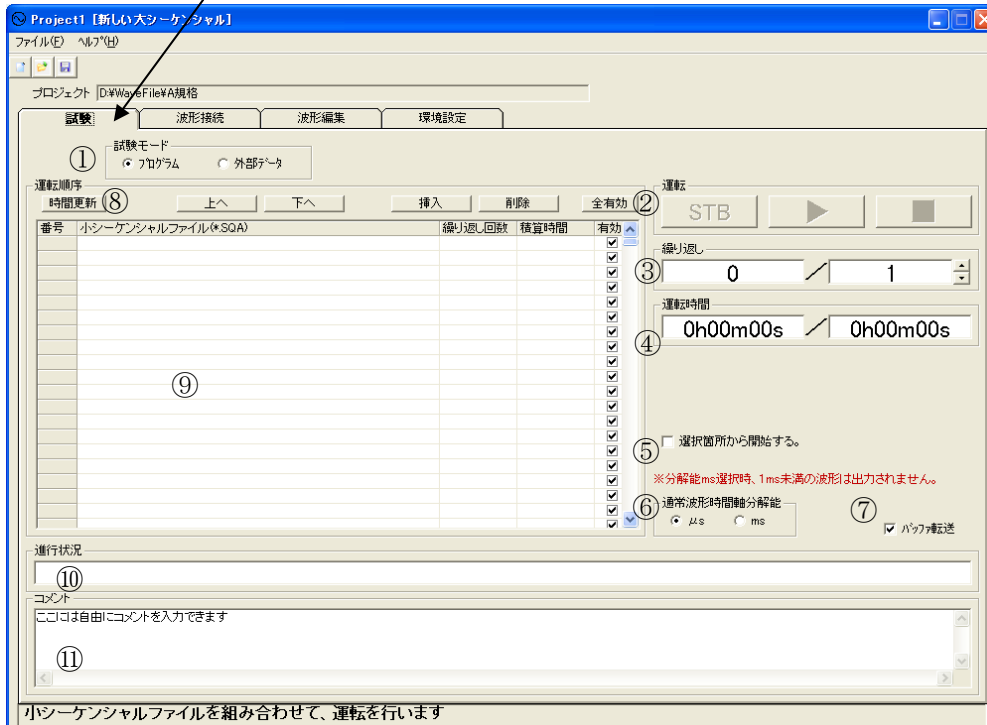 Project1 [新しい大シーケンシャル]
ファイル(F) ヘルプ(H)
プロジェクト D:¥WaveFile¥A規格
試験 波形接続 波形編集 環境設定
① 試験モード
プログラム 外部データ
運転順序
時間更新 ⑧ 上へ 下へ 挿入 削除 全有効
番号 小シーケンシャルファイル(*.SQA) 繰り返し回数 積算時間 有効
⑨
運転
② STB
繰り返し
③ 0 / 1
運転時間
④ 0h00m00s / 0h00m00s
⑤ 選択箇所から開始する。
※分解能ms選択時、1ms未満の波形は出力されません。
⑥ 通常波形時間軸分解能
μs ms
⑦ バッファ転送
進行状況
⑩
コメント
ここには自由にコメントを入力できます
⑪
小シーケンシャルファイルを組み合わせて、運転を行います